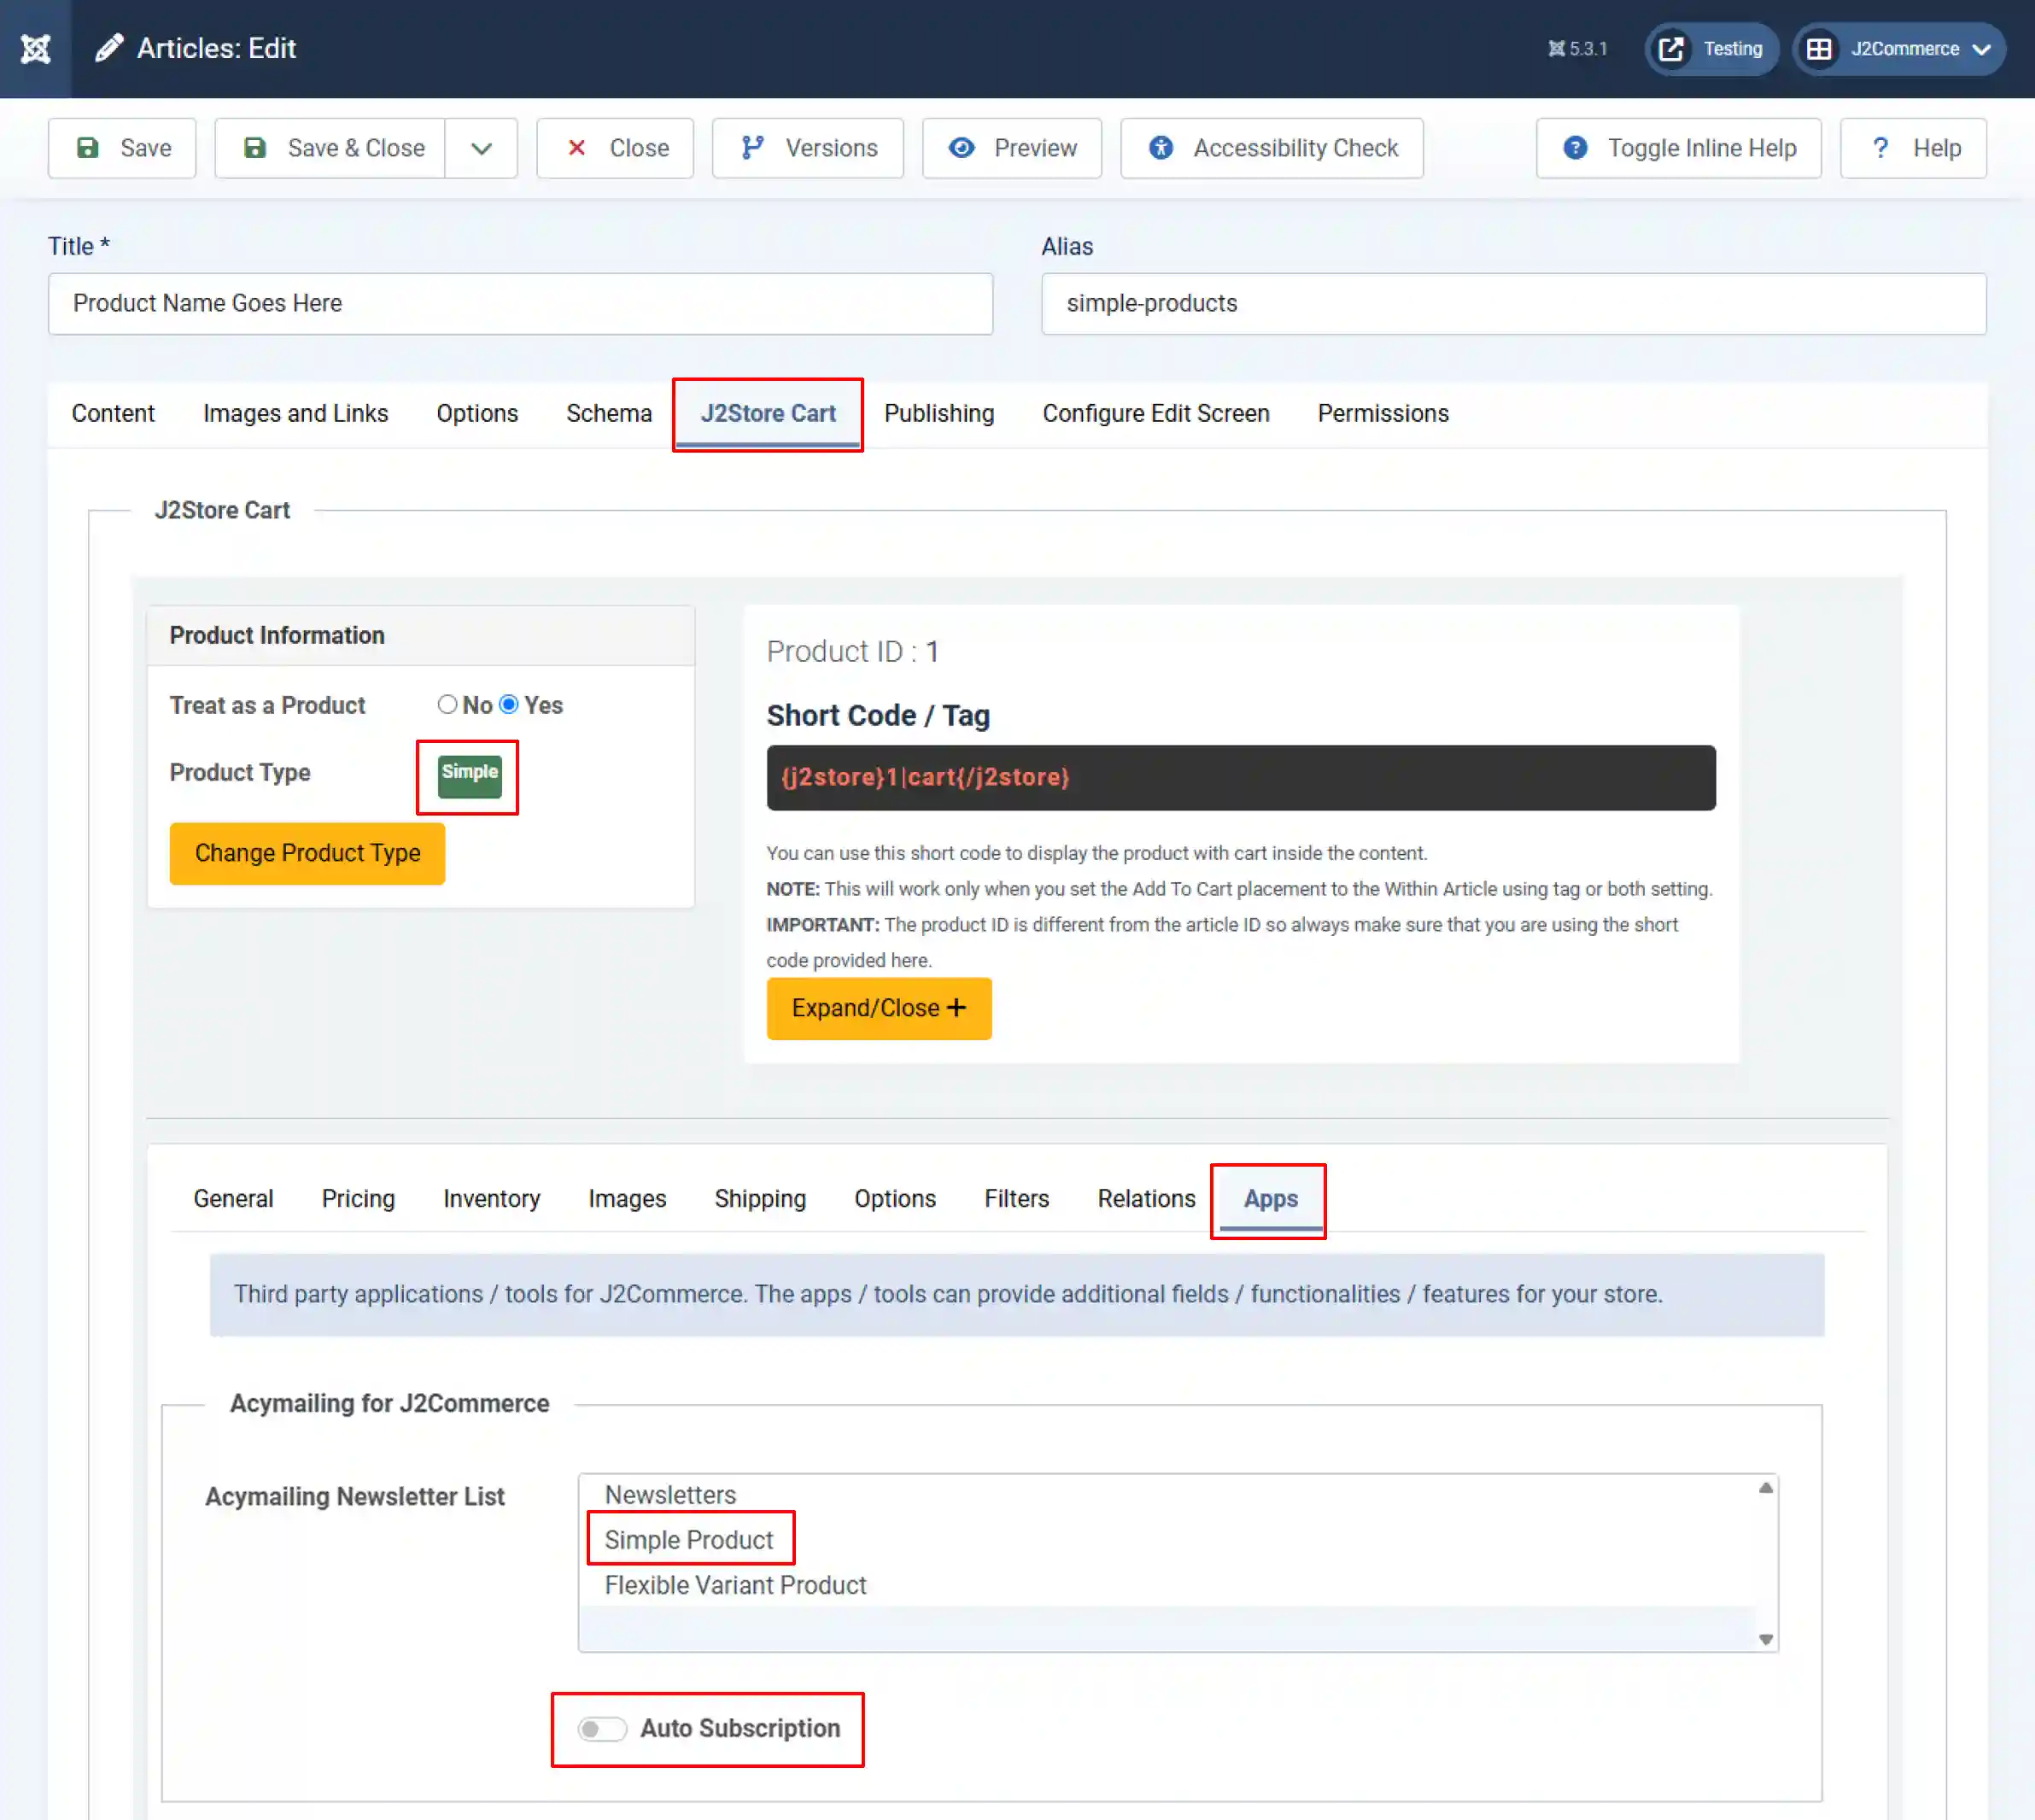 Articles: Edit
5.3.1
Testing
J2Commerce
Save
Save & Close
Close
Versions
Preview
Accessibility Check
Toggle Inline Help
? Help
Title *
Alias
Product Name Goes Here
simple-products
Content
Images and Links
Options
Schema
J2Store Cart
Publishing
Configure Edit Screen
Permissions
J2Store Cart
Product Information
Treat as a Product
No
Yes
Product Type
Simple
Change Product Type
Product ID : 1
Short Code / Tag
{j2store}1|cart{/j2store}
You can use this short code to display the product with cart inside the content.
NOTE: This will work only when you set the Add To Cart placement to the Within Article using tag or both setting.
IMPORTANT: The product ID is different from the article ID so always make sure that you are using the short
code provided here.
Expand/Close +
General
Pricing
Inventory
Images
Shipping
Options
Filters
Relations
Apps
Third party applications / tools for J2Commerce. The apps / tools can provide additional fields / functionalities / features for your store.
Acymailing for J2Commerce
Acymailing Newsletter List
Newsletters
Simple Product
Flexible Variant Product
Auto Subscription